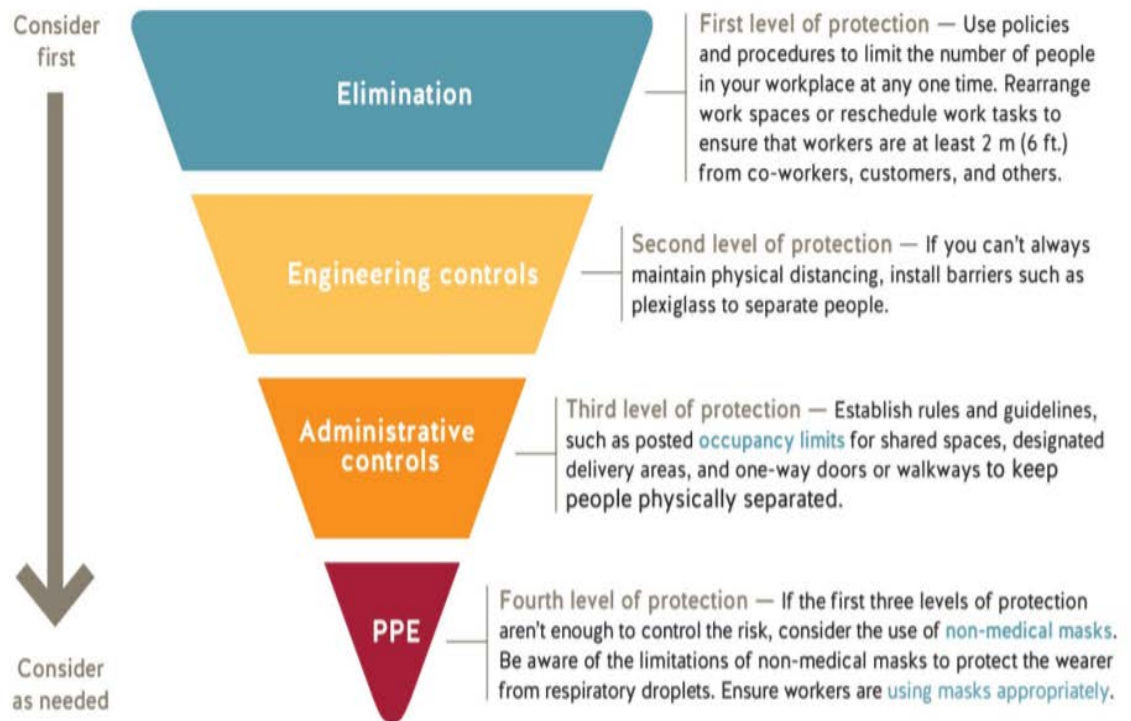 Consider
first
Elimination
First level of protection — Use policies
and procedures to limit the number of people
in your workplace at any one time. Rearrange
work spaces or reschedule work tasks to
ensure that workers are at least 2 m (6 ft.)
from co-workers, customers, and others.
Engineering controls
Second level of protection — If you can't always
maintain physical distancing, install barriers such as
plexiglass to separate people.
Administrative
controls
Third level of protection — Establish rules and guidelines,
such as posted occupancy limits for shared spaces, designated
delivery areas, and one-way doors or walkways to keep
people physically separated.
PPE
Fourth level of protection — If the first three levels of protection
aren't enough to control the risk, consider the use of non-medical masks.
Be aware of the limitations of non-medical masks to protect the wearer
from respiratory droplets. Ensure workers are using masks appropriately.
Consider
as needed